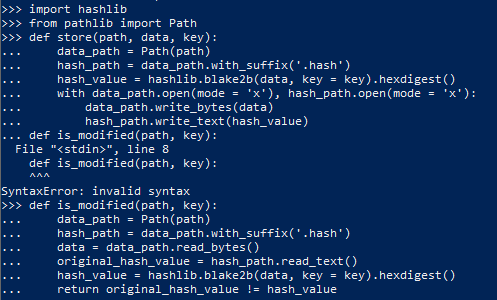 >>> import hashlib
>>> from pathlib import Path
>>> def store(path, data, key):
...     data_path = Path(path)
...     hash_path = data_path.with_suffix('.hash')
...     hash_value = hashlib.blake2b(data, key = key).hexdigest()
...     with data_path.open(mode = 'x'), hash_path.open(mode = 'x'):
...         data_path.write_bytes(data)
...         hash_path.write_text(hash_value)
... def is_modified(path, key):
  File "<stdin>", line 8
    def is_modified(path, key):
    ^^^
SyntaxError: invalid syntax
>>> def is_modified(path, key):
...     data_path = Path(path)
...     hash_path = data_path.with_suffix('.hash')
...     data = data_path.read_bytes()
...     original_hash_value = hash_path.read_text()
...     hash_value = hashlib.blake2b(data, key = key).hexdigest()
...     return original_hash_value != hash_value